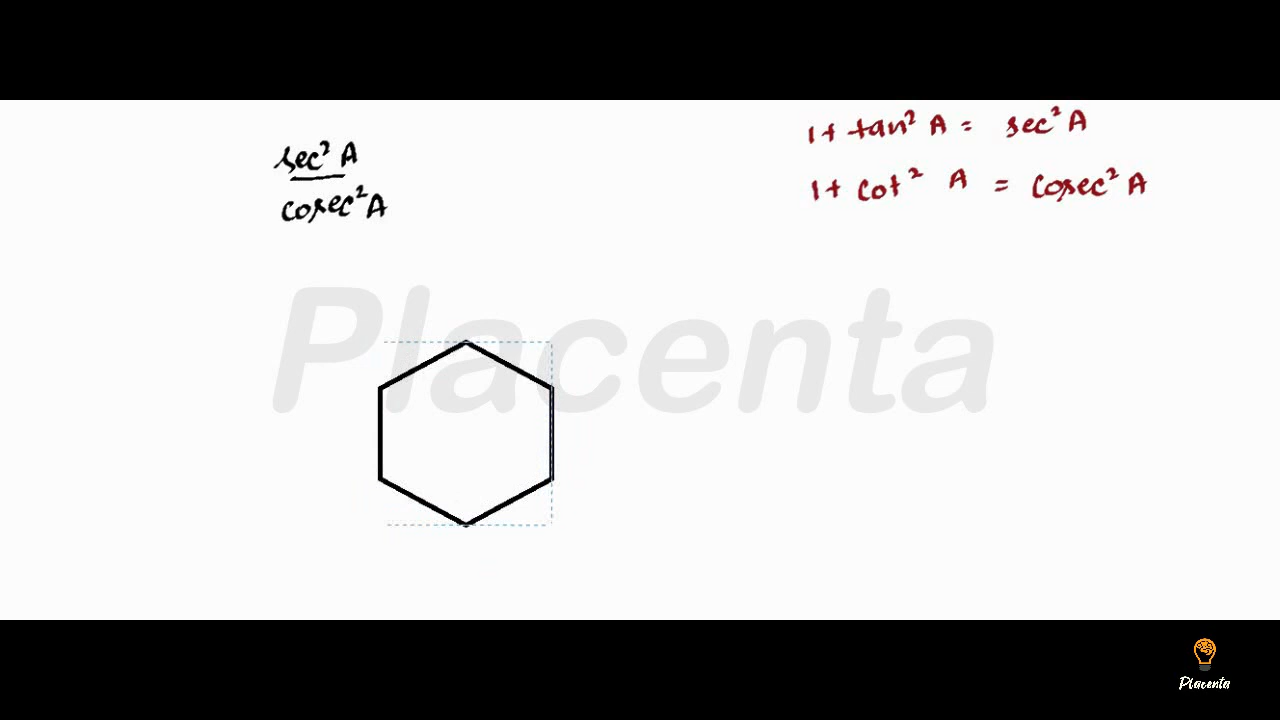 sec² A
cosec² A
1 + tan² A = sec² A
1 + cot² A = cosec² A
Placenta
Placenta